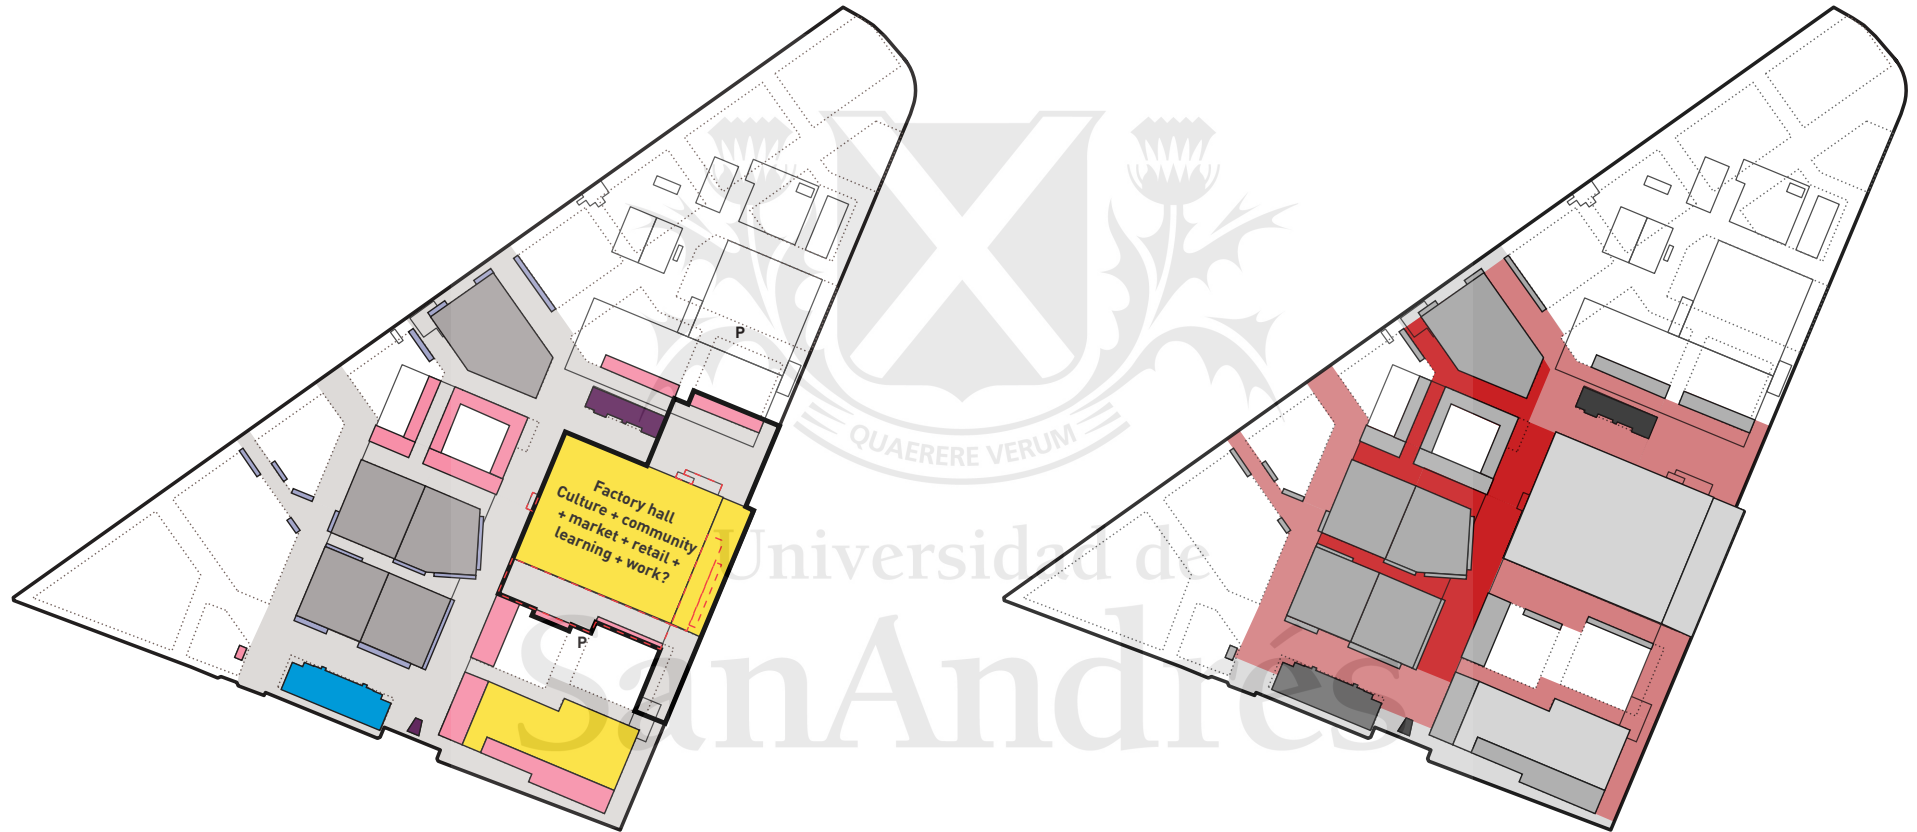 P
Factory hall
Culture + community
+ market + retail +
learning + work?
P
QUAERERE VERUM
Universidad de
SanAndrés